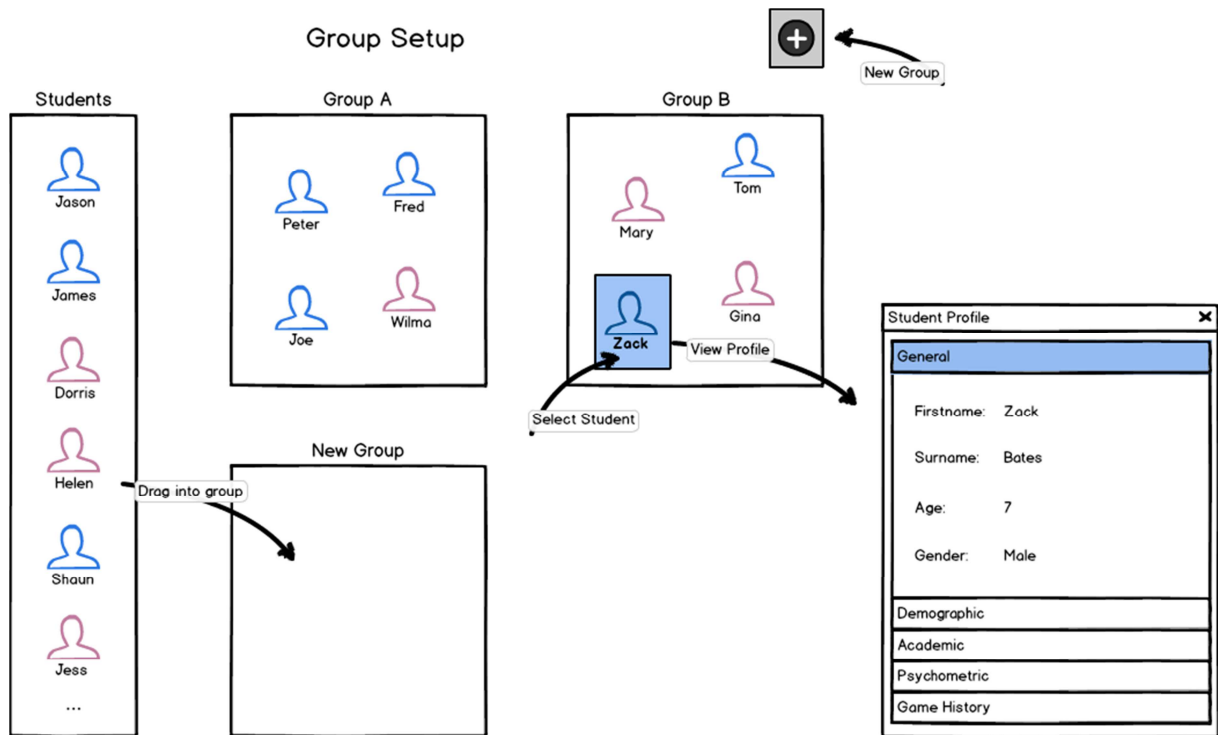 Group Setup
New Group
Students
Jason
James
Dorris
Helen
Shaun
Jess
...
Drag into group
Group A
Peter
Fred
Joe
Wilma
Group B
Tom
Mary
Zack
Gina
Select Student
View Profile
New Group
Student Profile
General
Firstname: Zack
Surname: Bates
Age: 7
Gender: Male
Demographic
Academic
Psychometric
Game History